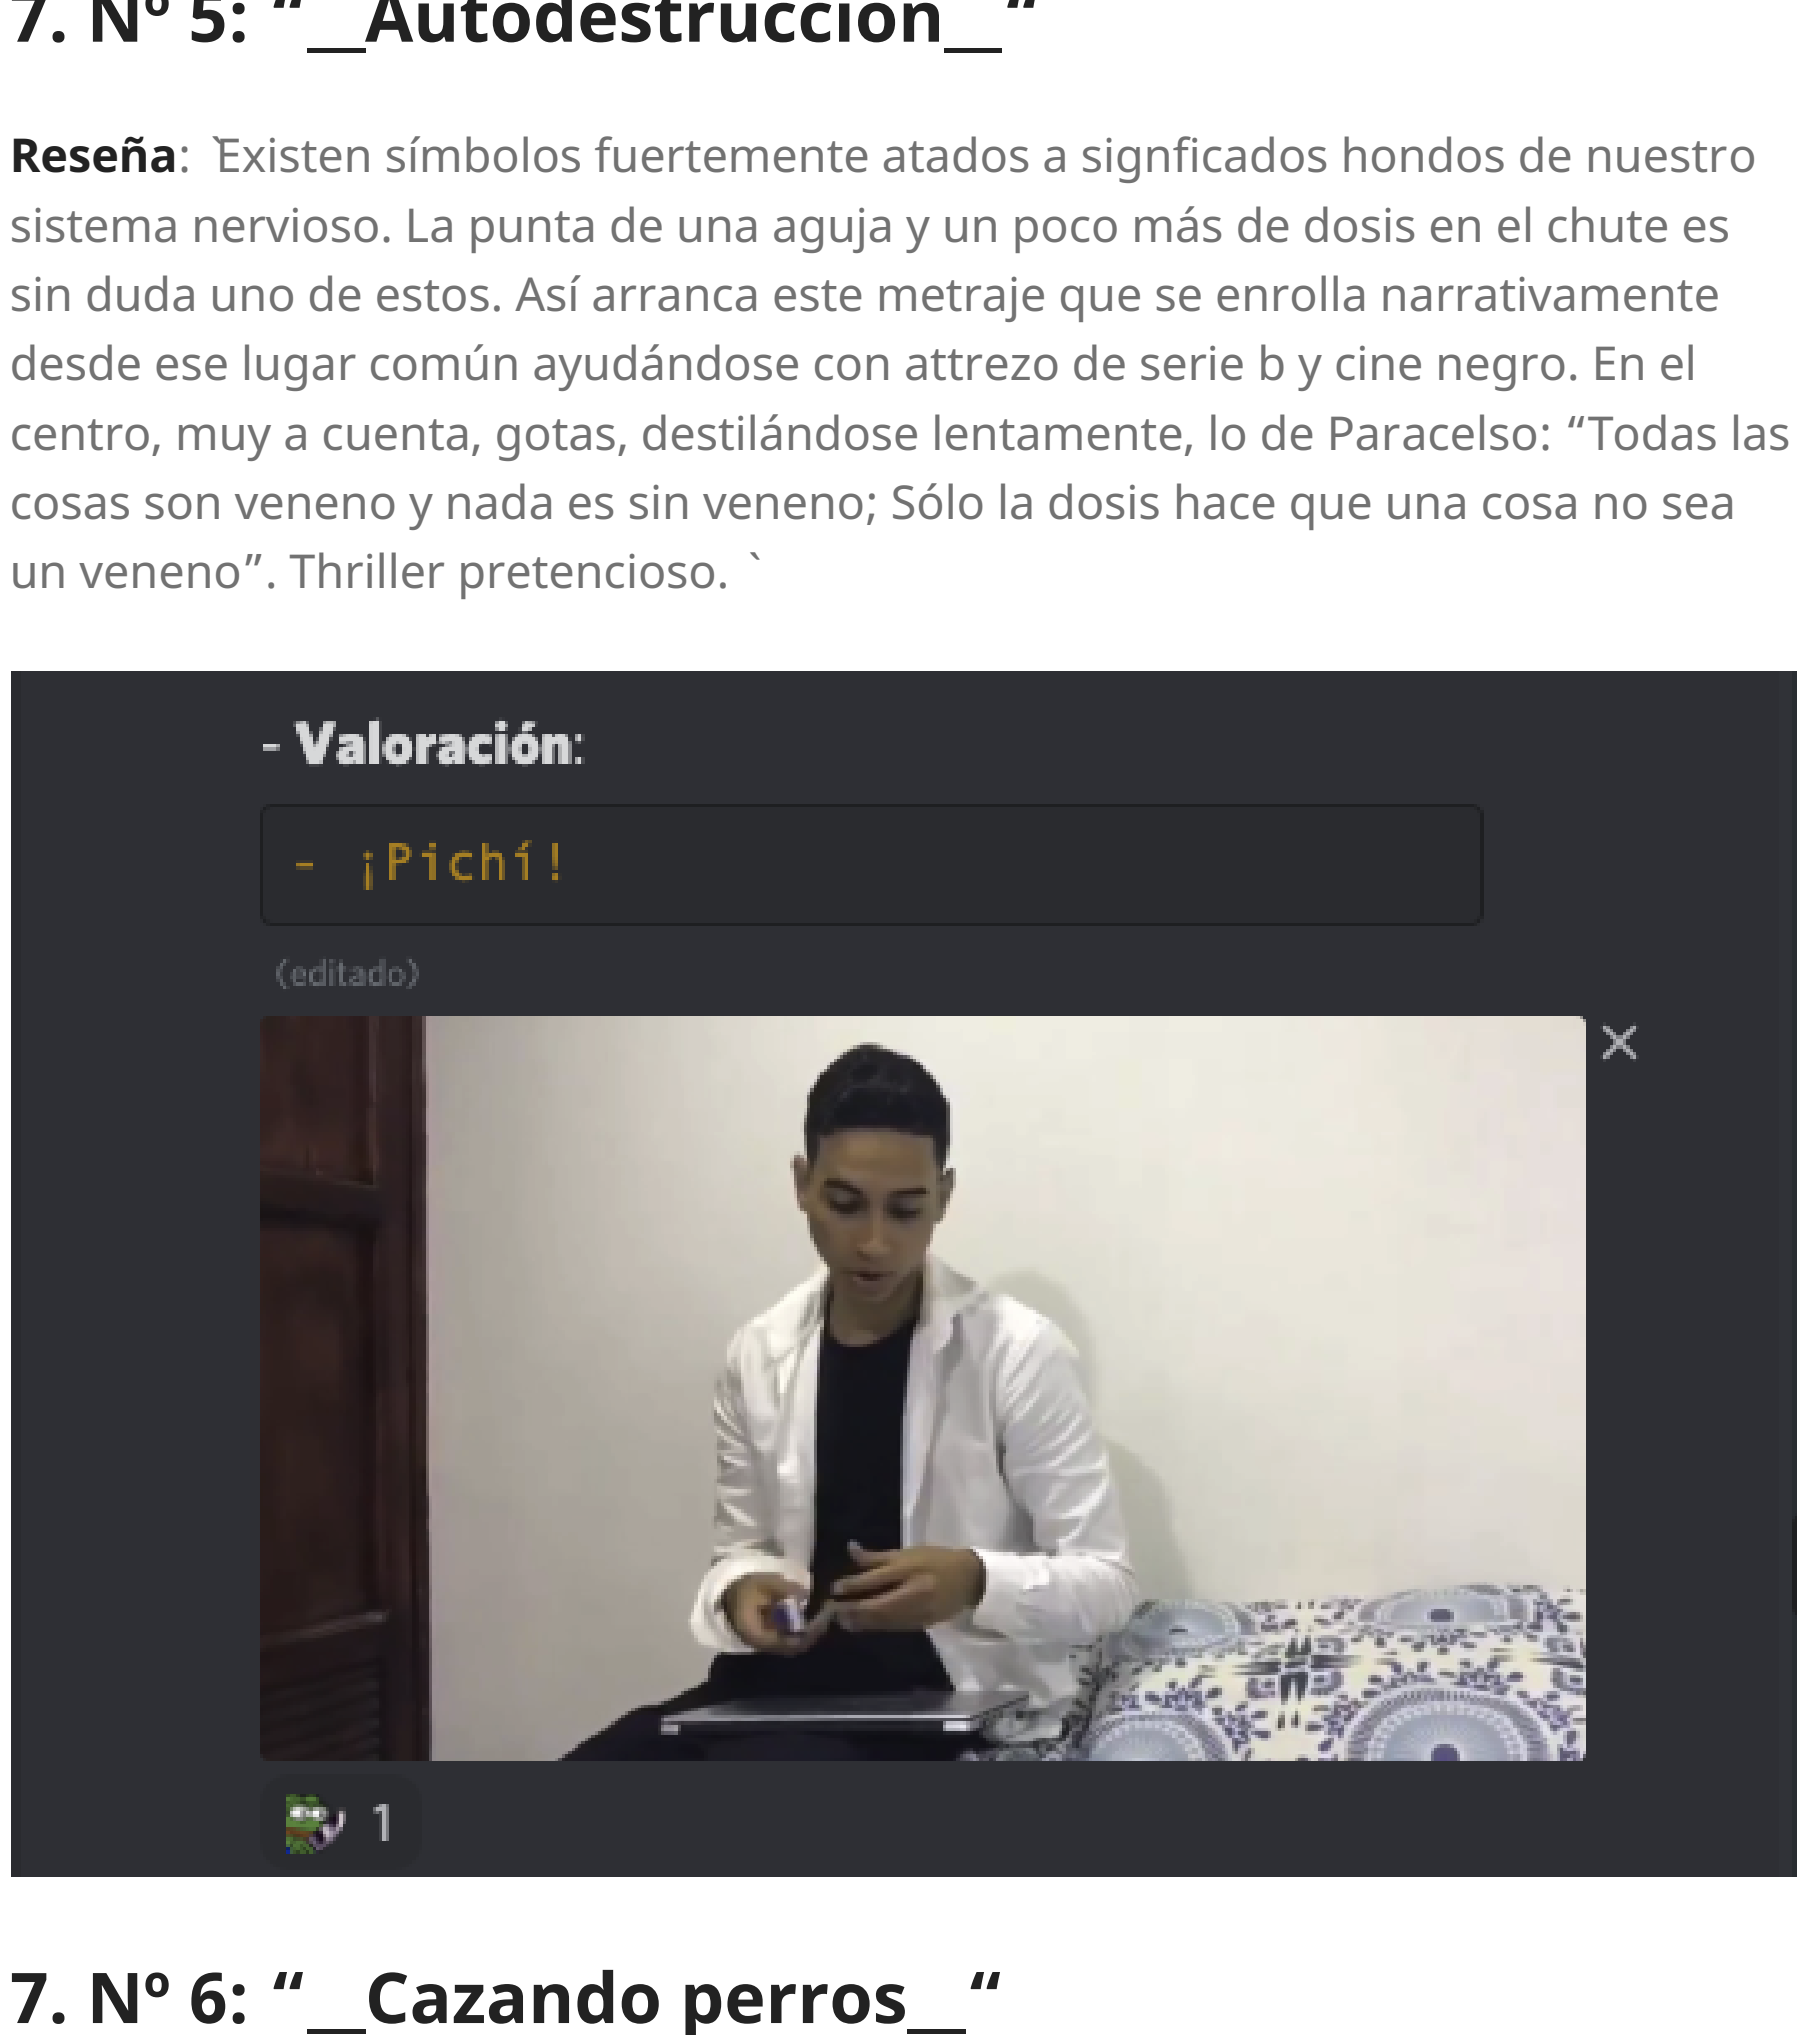 7. Nº 5: “__Autodestrucción__“
Reseña: `Existen símbolos fuertemente atados a signficados hondos de nuestro
sistema nervioso. La punta de una aguja y un poco más de dosis en el chute es
sin duda uno de estos. Así arranca este metraje que se enrolla narrativamente
desde ese lugar común ayudándose con attrezo de serie b y cine negro. En el
centro, muy a cuenta, gotas, destilándose lentamente, lo de Paracelso: “Todas las
cosas son veneno y nada es sin veneno; Sólo la dosis hace que una cosa no sea
un veneno”. Thriller pretencioso. `
- Valoración:
- ¡Pichí!
(editado)
1
7. Nº 6: “__Cazando perros__“